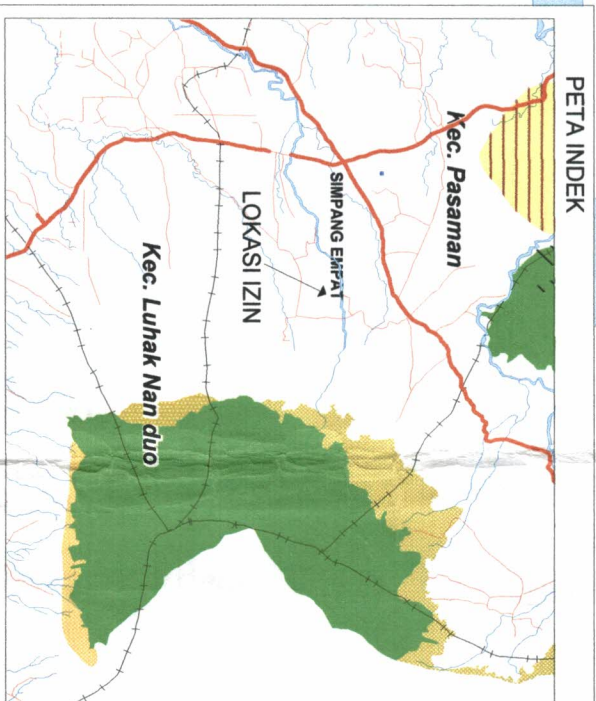 PETA INDEK
Kec. Pasaman
SIMPANG EMPAT
LOKASI IZIN
Kec. Luhak Nan duo